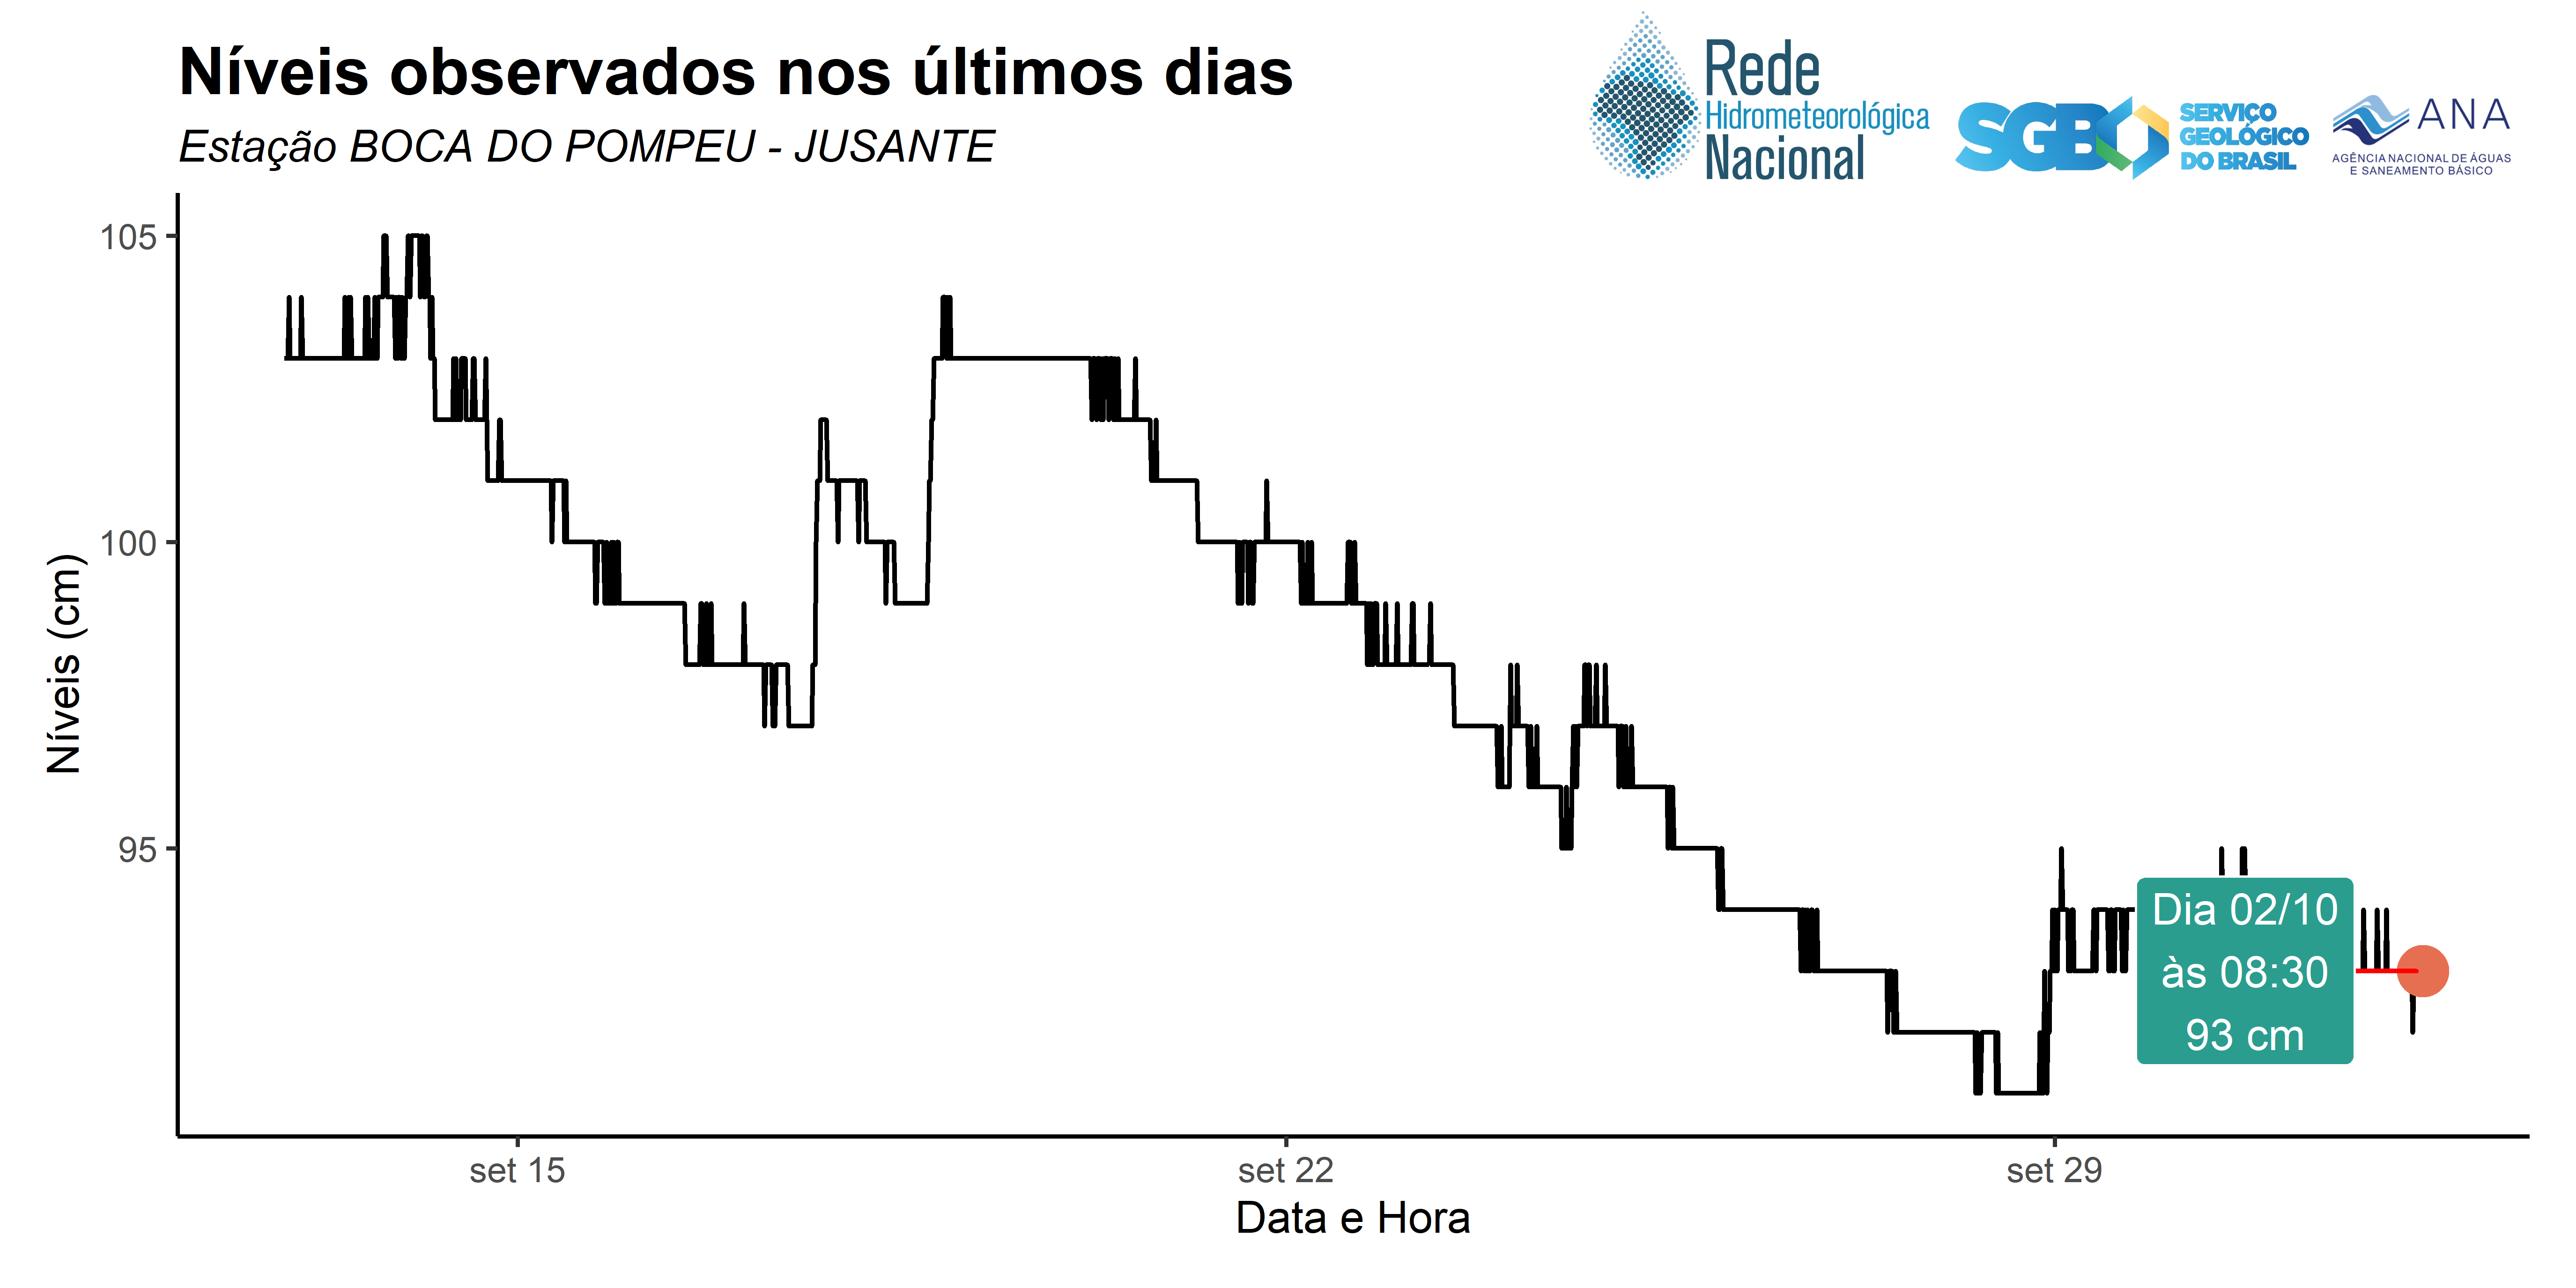 Níveis observados nos últimos dias
Estação BOCA DO POMPEU - JUSANTE
Rede
Hidrometeorológica
Nacional
SGB
SERVIÇO
GEOLÓGICO
DO BRASIL
ANA
AGÊNCIA NACIONAL DE ÁGUAS
E SANEAMENTO BÁSICO
Níveis (cm)
105
100
95
Dia 02/10
às 08:30
93 cm
set 15
set 22
set 29
Data e Hora